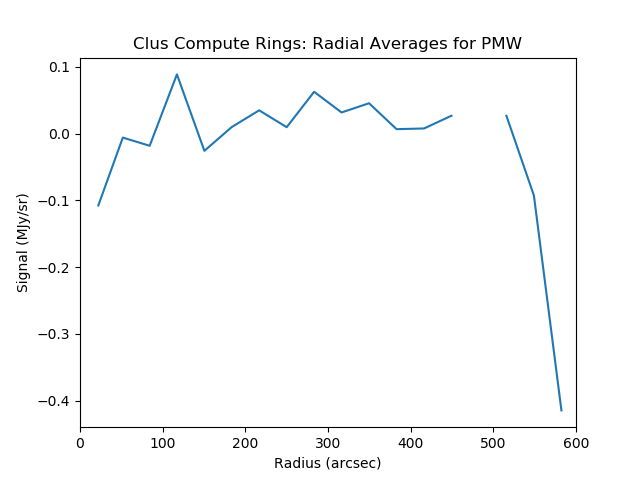 Clus Compute Rings: Radial Averages for PMW
0.1
0.0
−0.1
−0.2
−0.3
−0.4
Signal (MJy/sr)
0 100 200 300 400 500 600
Radius (arcsec)